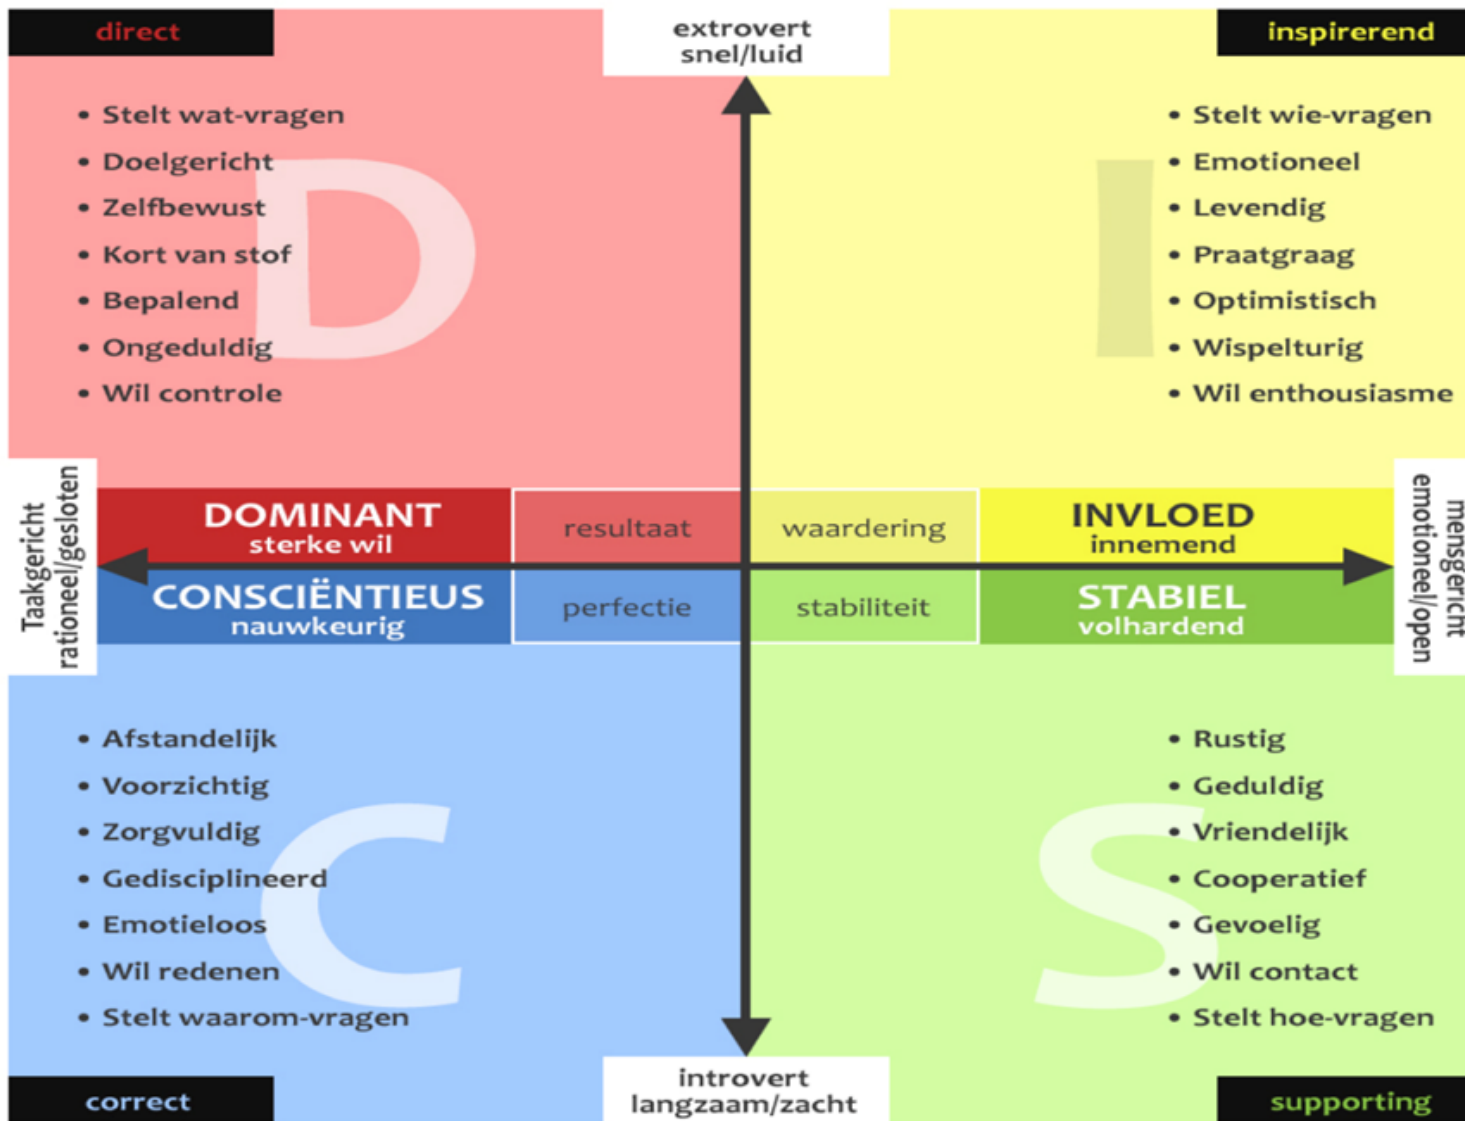 direct
extrovert
snel/luid
inspirerend
• Stelt wat-vragen
• Doelgericht
• Zelfbewust
• Kort van stof
• Bepalend
• Ongeduldig
• Wil controle
D
• Stelt wie-vragen
• Emotioneel
• Levendig
• Praatgraag
• Optimistisch
• Wispelturig
• Wil enthousiasme
I
Taakgericht
rationeel/gesloten
DOMINANT
sterke wil
resultaat
waardering
INVLOED
innemend
mensgericht
emotioneel/open
CONSCIËNTIEUS
nauwkeurig
perfectie
stabiliteit
STABIEL
volhardend
• Afstandelijk
• Voorzichtig
• Zorgvuldig
• Gedisciplineerd
• Emotieloos
• Wil redenen
• Stelt waarom-vragen
C
• Rustig
• Geduldig
• Vriendelijk
• Cooperatief
• Gevoelig
• Wil contact
• Stelt hoe-vragen
S
correct
introvert
langzaam/zacht
supporting